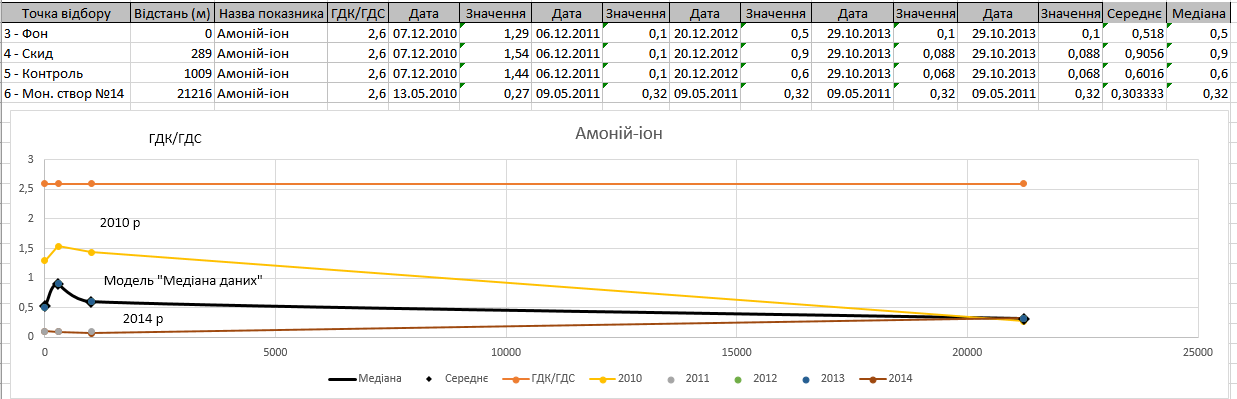 Точка відбору Відстань (м) Назва показника ГДК/ГДС Дата Значення Дата Значення Дата Значення Дата Значення Дата Значення Середнє Медіана
3 - Фон 0 Амоній-іон 2,6 07.12.2010 1,29 06.12.2011 0,1 20.12.2012 0,5 29.10.2013 0,1 29.10.2013 0,1 0,518 0,5
4 - Скид 289 Амоній-іон 2,6 07.12.2010 1,54 06.12.2011 0,1 20.12.2012 0,9 29.10.2013 0,088 29.10.2013 0,088 0,9056 0,9
5 - Контроль 1009 Амоній-іон 2,6 07.12.2010 1,44 06.12.2011 0,1 20.12.2012 0,6 29.10.2013 0,068 29.10.2013 0,068 0,6016 0,6
6 - Мон. створ №14 21216 Амоній-іон 2,6 13.05.2010 0,27 09.05.2011 0,32 09.05.2011 0,32 09.05.2011 0,32 09.05.2011 0,32 0,303333 0,32
Амоній-іон
ГДК/ГДС
3
2,5
2
2010 р
1,5
1
Модель "Медіана даних"
0,5
2014 р
0
0 5000 10000 15000 20000 25000
Медіана Середнє ГДК/ГДС 2010 2011 2012 2013 2014